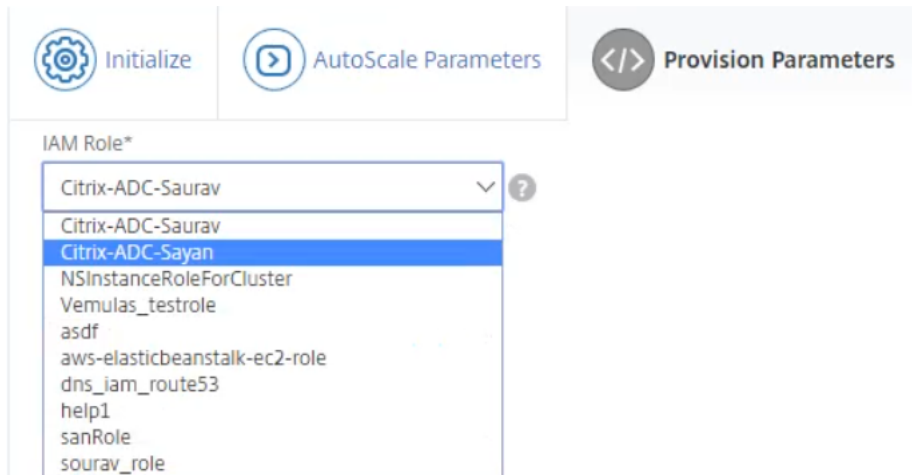 Initialize
AutoScale Parameters
</> Provision Parameters
IAM Role*
Citrix-ADC-Saurav
?
Citrix-ADC-Saurav
Citrix-ADC-Sayan
NSInstanceRoleForCluster
Vemulas_testrole
asdf
aws-elasticbeanstalk-ec2-role
dns_iam_route53
help1
sanRole
sourav_role